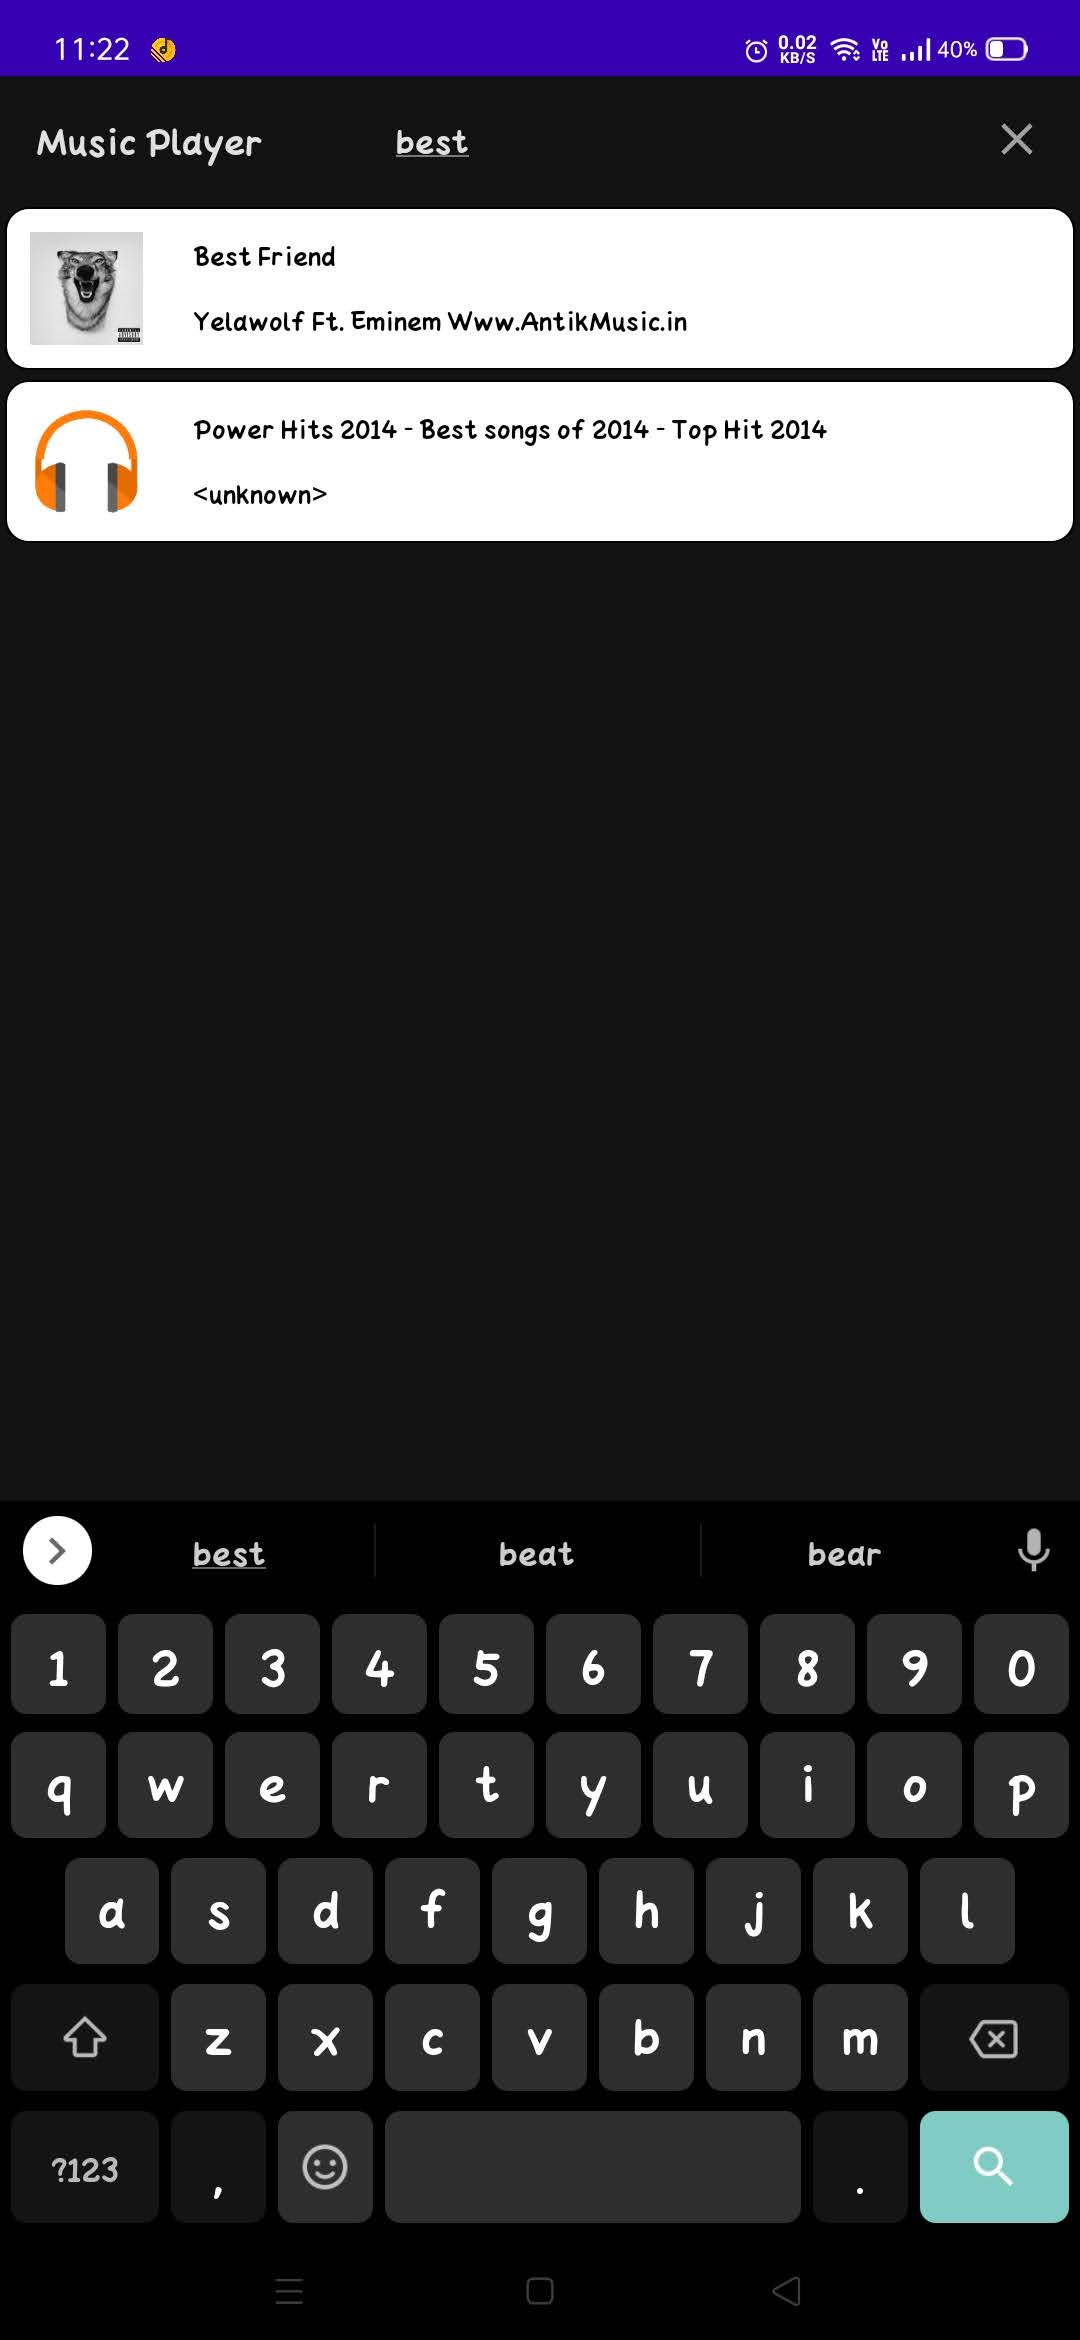 11:22
0.02 KB/S
Vo LTE
40%
Music Player
best
Best Friend
Yelawolf Ft. Eminem Www.AntikMusic.in
Power Hits 2014 - Best songs of 2014 - Top Hit 2014
<unknown>
best beat bear
1 2 3 4 5 6 7 8 9 0
q w e r t y u i o p
a s d f g h j k l
z x c v b n m
?123 , .